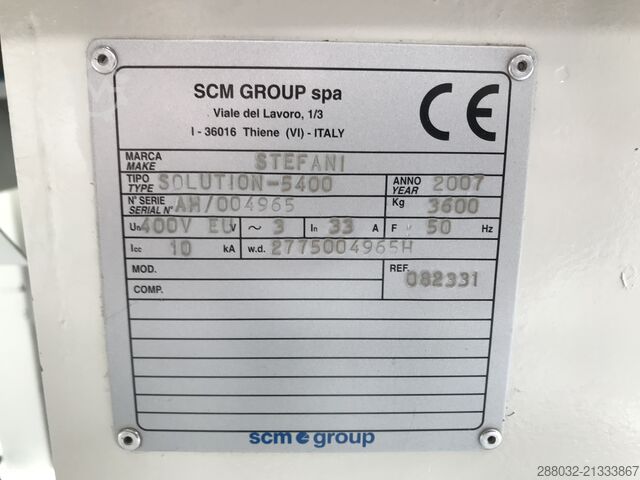 SCM GROUP spa
Viale del Lavoro, 1/3
I - 36016 Thiene (VI) - ITALY
CE
MARCA MAKE STEFANI
TIPO TYPE SOLUTION-5400 ANNO YEAR 2007
N° SERIE SERIAL N° AH/004965 Kg 3600
Un 400V EU V ~ 3 In 33 A F 50 Hz
Icc 10 kA w.d. 2775004965H
MOD. REF. 082331
COMP.
scm group
288032-21333867